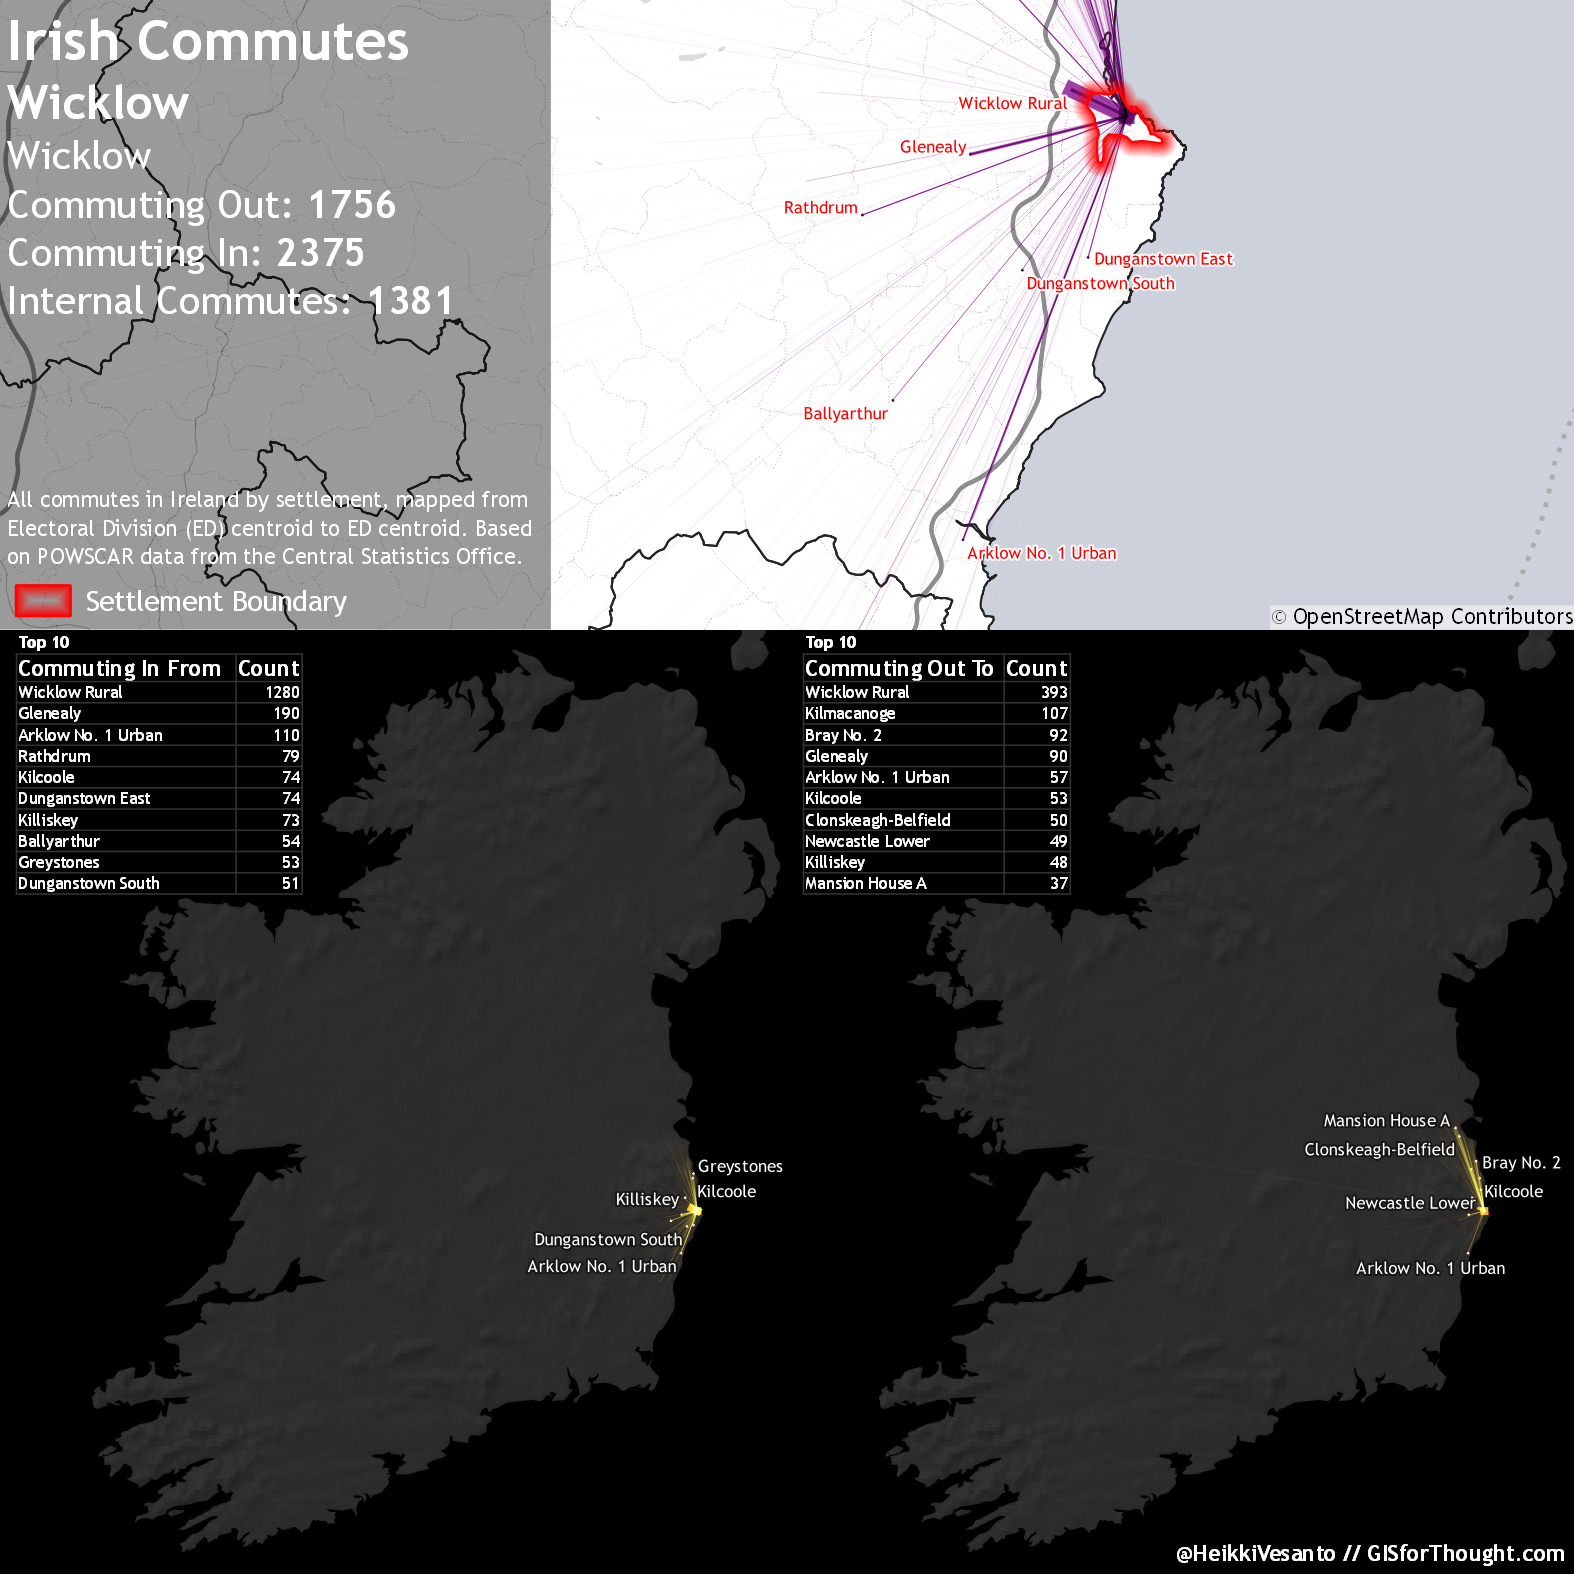 Irish Commutes
Wicklow
Wicklow
Commuting Out: 1756
Commuting In: 2375
Internal Commutes: 1381
All commutes in Ireland by settlement, mapped from
Electoral Division (ED) centroid to ED centroid. Based
on POWSCAR data from the Central Statistics Office.
Settlement Boundary
Wicklow Rural
Glenealy
Rathdrum
Dunganstown East
Dunganstown South
Ballyarthur
Arklow No. 1 Urban
© OpenStreetMap Contributors
Top 10
Commuting In From Count
Wicklow Rural 1280
Glenealy 190
Arklow No. 1 Urban 110
Rathdrum 79
Kilcoole 74
Dunganstown East 74
Killiskey 73
Ballyarthur 54
Greystones 53
Dunganstown South 51
Greystones
Kilcoole
Killiskey
Dunganstown South
Arklow No. 1 Urban
Top 10
Commuting Out To Count
Wicklow Rural 393
Kilmacanoge 107
Bray No. 2 92
Glenealy 90
Arklow No. 1 Urban 57
Kilcoole 53
Clonskeagh-Belfield 50
Newcastle Lower 49
Killiskey 48
Mansion House A 37
Mansion House A
Clonskeagh-Belfield
Bray No. 2
Kilcoole
Newcastle Lower
Arklow No. 1 Urban
@HeikkiVesanto // GISforThought.com